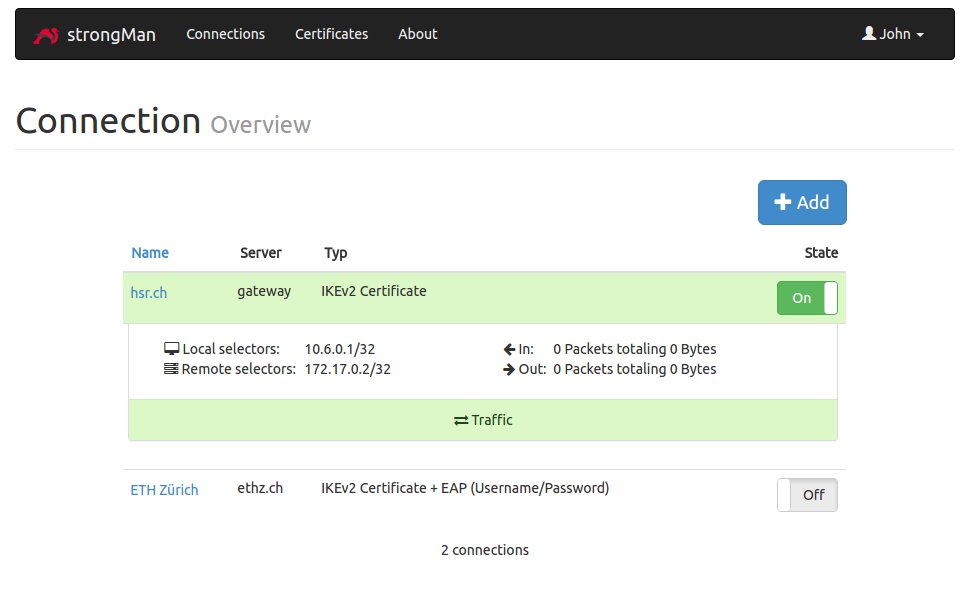 strongMan Connections Certificates About John
Connection Overview
Add
Name Server Typ State
hsr.ch gateway IKEv2 Certificate On
Local selectors: 10.6.0.1/32 In: 0 Packets totaling 0 Bytes
Remote selectors: 172.17.0.2/32 Out: 0 Packets totaling 0 Bytes
Traffic
ETH Zürich ethz.ch IKEv2 Certificate + EAP (Username/Password) Off
2 connections